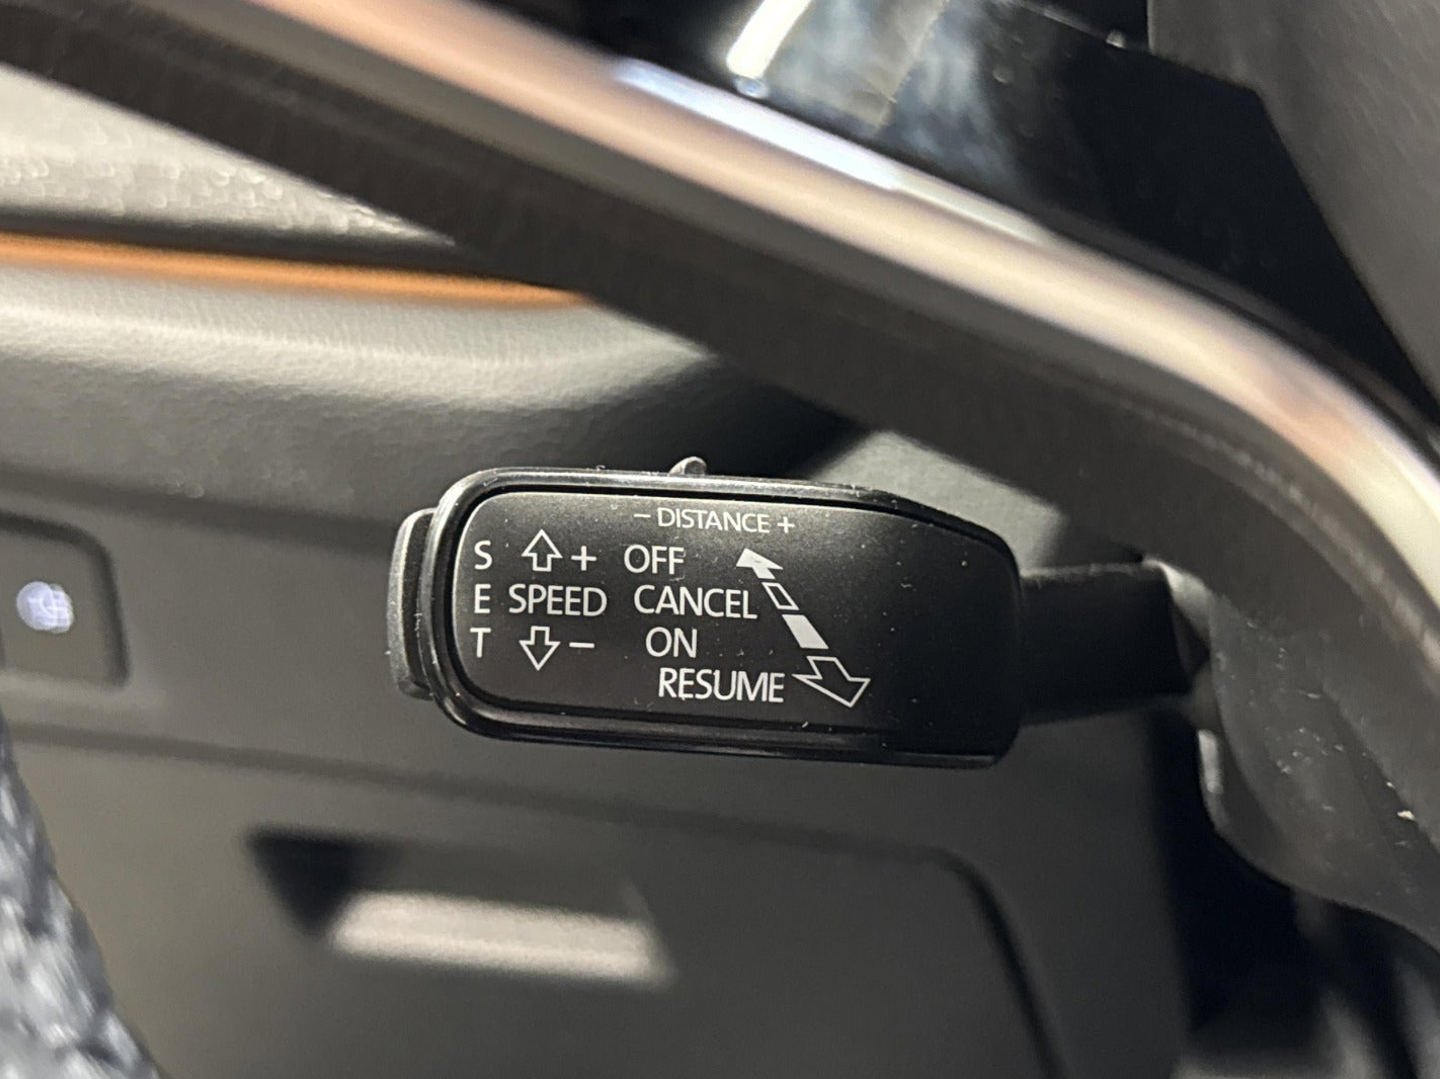 − DISTANCE +
S + OFF
E SPEED CANCEL
T − ON
RESUME